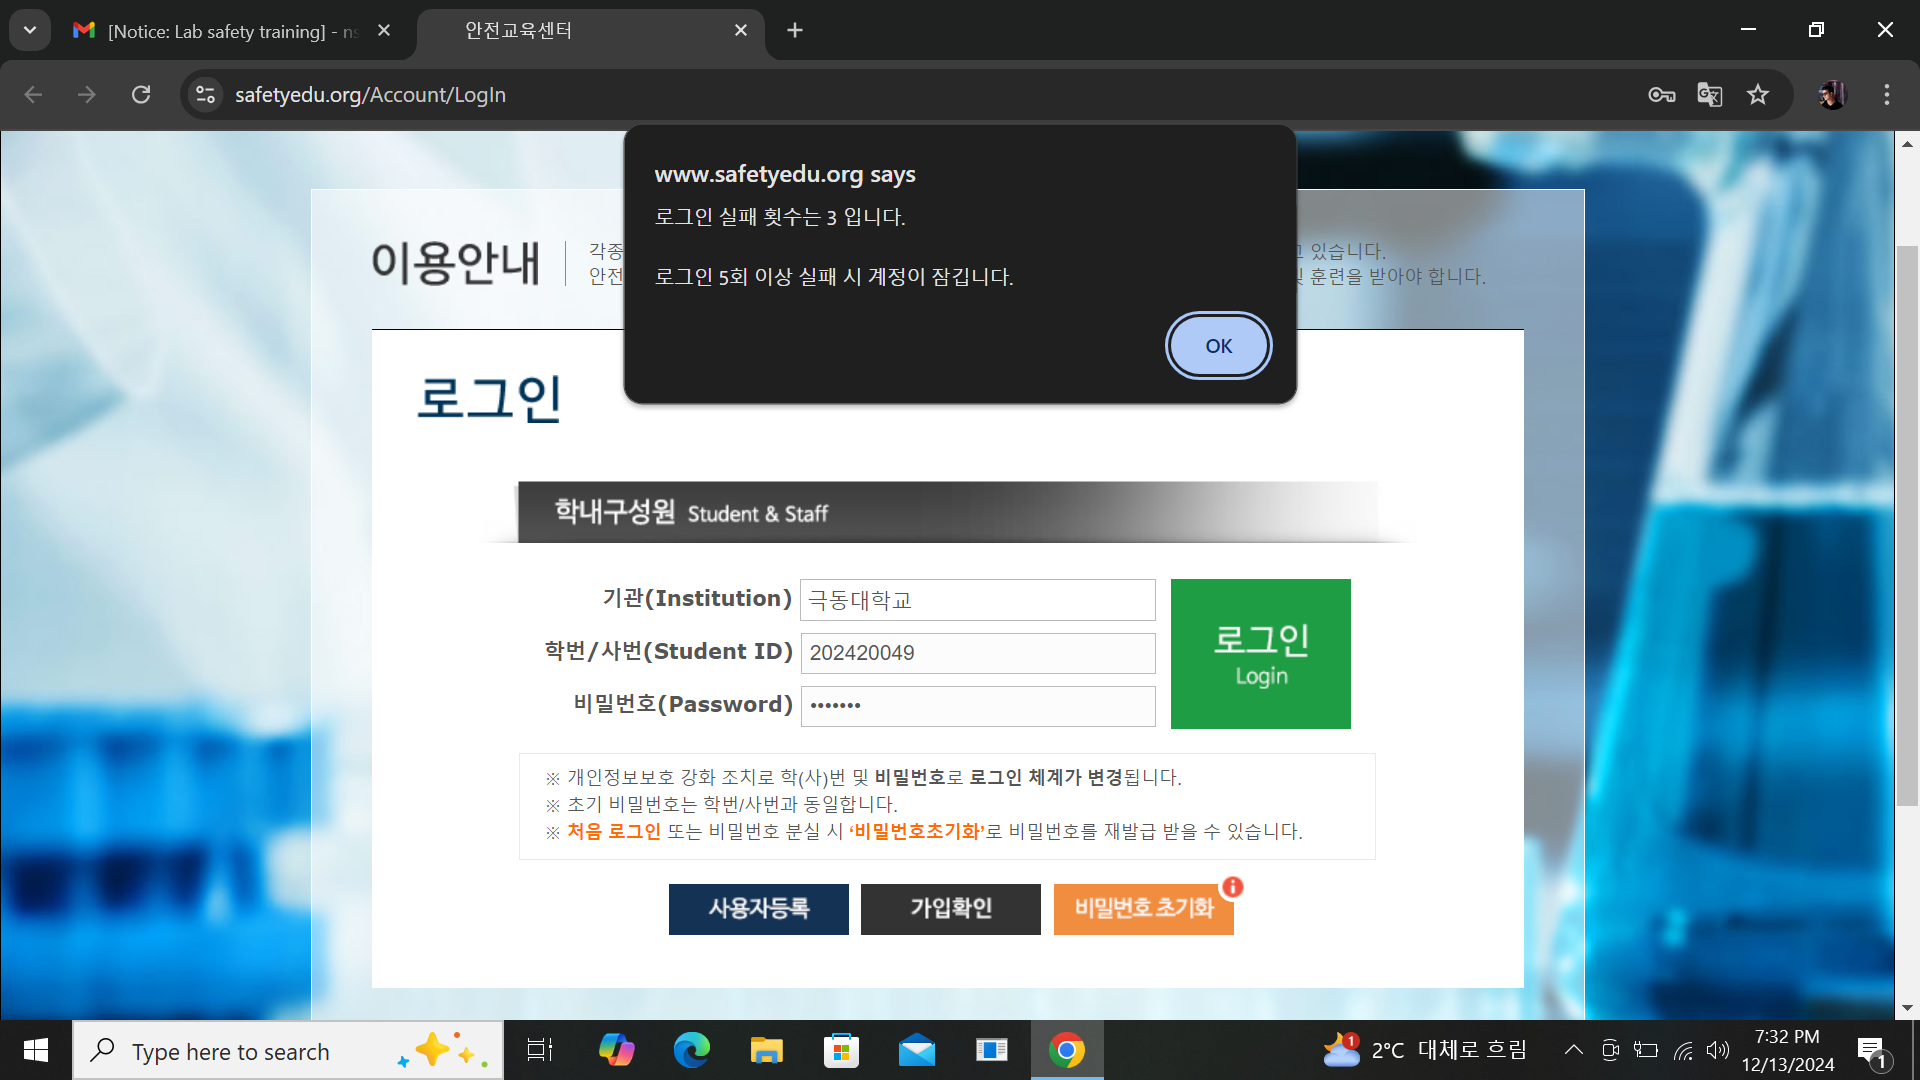 [Notice: Lab safety training] - ns
안전교육센터
safetyedu.org/Account/LogIn
www.safetyedu.org says
로그인 실패 횟수는 3 입니다.
로그인 5회 이상 실패 시 계정이 잠깁니다.
OK
이용안내
각종
있습니다.
안전
훈련을 받아야 합니다.
로그인
학내구성원 Student & Staff
기관(Institution) 극동대학교
학번/사번(Student ID) 202420049
비밀번호(Password) •••••••
로그인
Login
※ 개인정보보호 강화 조치로 학(사)번 및 비밀번호로 로그인 체계가 변경됩니다.
※ 초기 비밀번호는 학번/사번과 동일합니다.
※ 처음 로그인 또는 비밀번호 분실 시 ‘비밀번호초기화’로 비밀번호를 재발급 받을 수 있습니다.
사용자등록 가입확인 비밀번호 초기화
Type here to search
1
2°C 대체로 흐림
7:32 PM
12/13/2024
1